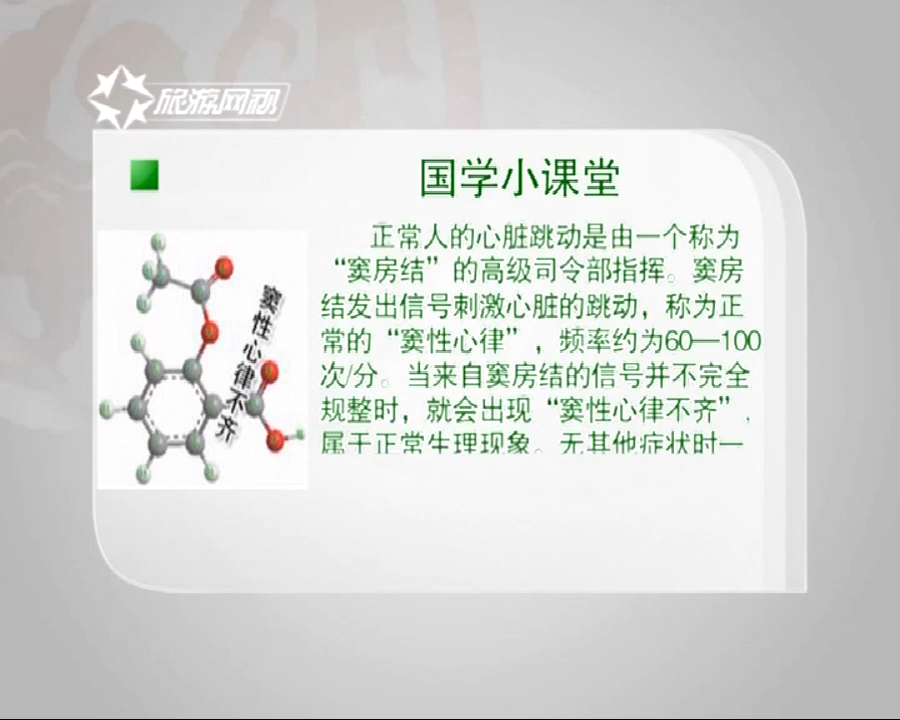 旅游网视
国学小课堂
正常人的心脏跳动是由一个称为
“窦房结”的高级司令部指挥。窦房
结发出信号刺激心脏的跳动，称为正
常的“窦性心律”，频率约为60—100
次/分。当来自窦房结的信号并不完全
规整时，就会出现“窦性心律不齐”，
属于正常生理现象。无其他症状时一
窦性心律不齐